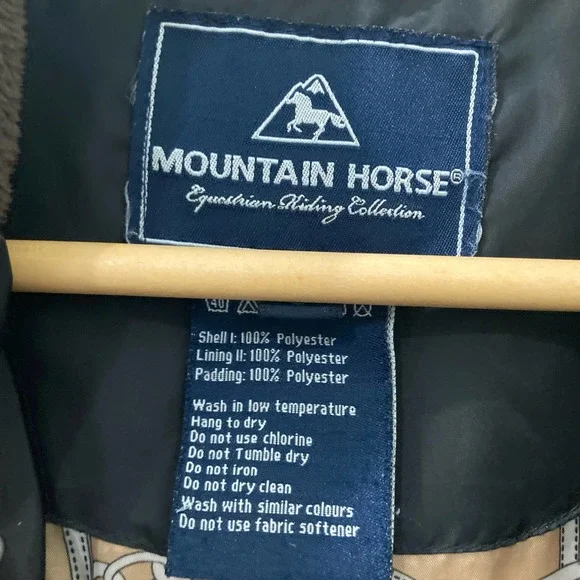 MOUNTAIN HORSE®
Equestrian Riding Collection
40
Shell I: 100% Polyester
Lining II: 100% Polyester
Padding: 100% Polyester
Wash in low temperature
Hang to dry
Do not use chlorine
Do not Tumble dry
Do not iron
Do not dry clean
Wash with similar colours
Do not use fabric softener